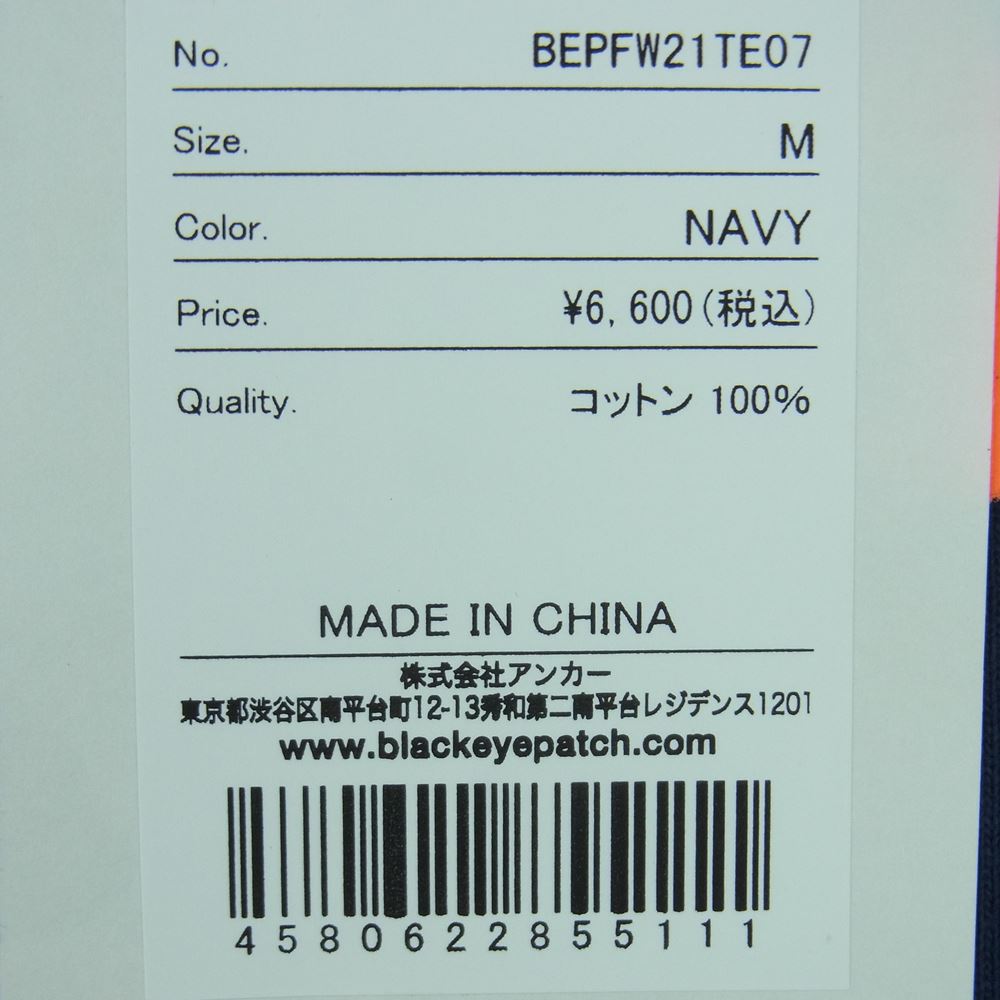 No. BEPFW21TE07
Size. M
Color. NAVY
Price. ¥6,600(税込)
Quality. コットン 100%
MADE IN CHINA
株式会社アンカー
東京都渋谷区南平台町12-13秀和第二南平台レジデンス1201
www.blackeyepatch.com
4580622855111